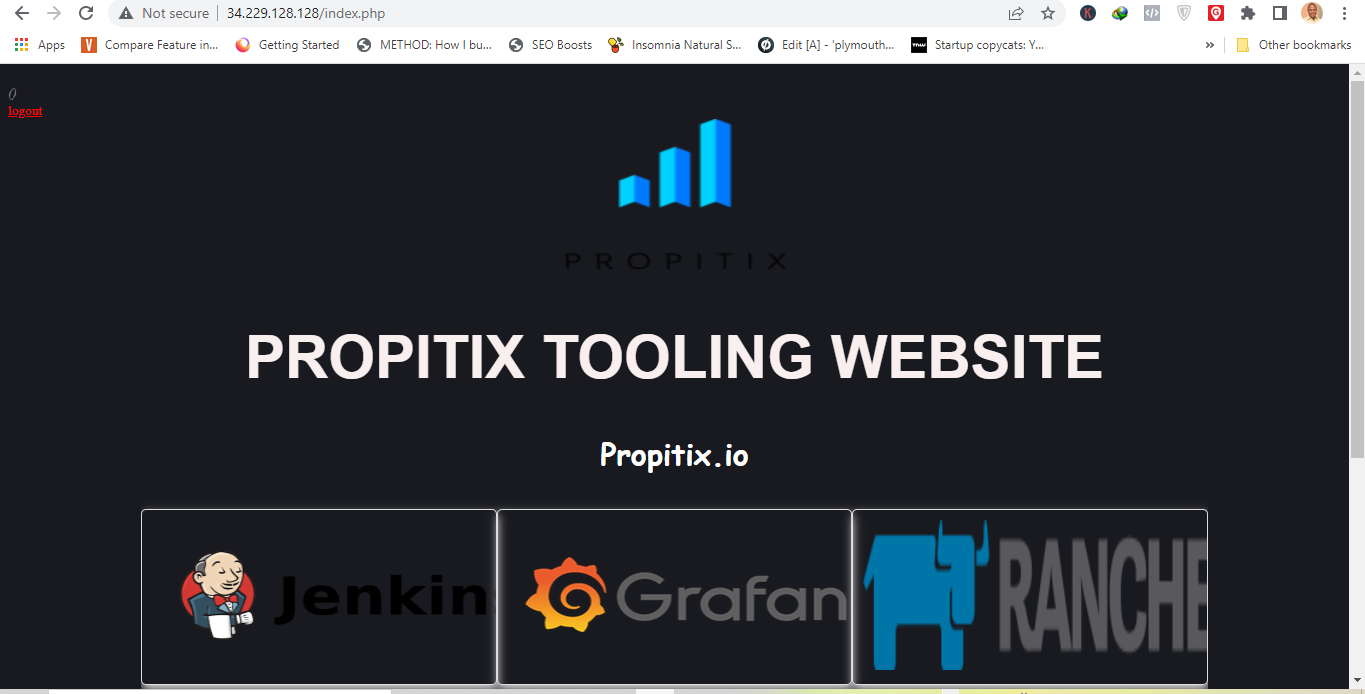 Not secure 34.229.128.128/index.php
Apps Compare Feature in... Getting Started METHOD: How I bu... SEO Boosts Insomnia Natural S... Edit [A] - 'plymouth... Startup copycats: Y... » Other bookmarks
()
logout
PROPITIX
PROPITIX TOOLING WEBSITE
Propitix.io
Jenkin Grafan RANCHE